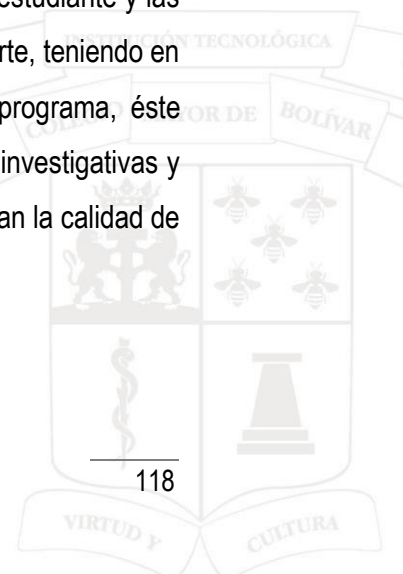 estudiante y las
INSTITUCIÓN TECNOLÓGICA
rte, teniendo en
programa, éste
COLEGIO MAYOR DE BOLÍVAR
investigativas y
an la calidad de
118
VIRTUD Y CULTURA